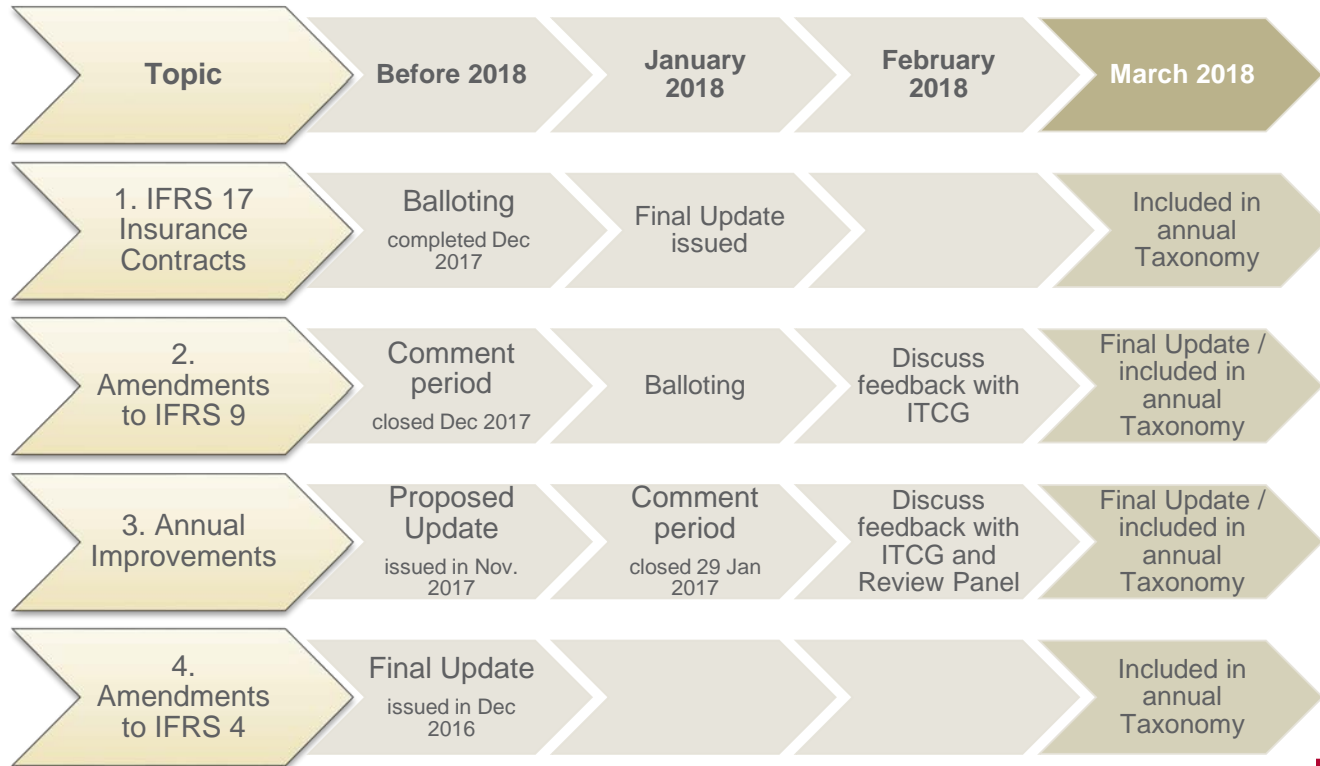 Topic
Before 2018
January
2018
February
2018
March 2018
1. IFRS 17
Insurance
Contracts
Balloting
completed Dec
2017
Final Update
issued
Included in
annual
Taxonomy
2.
Amendments
to IFRS 9
Comment
period
closed Dec 2017
Balloting
Discuss
feedback with
ITCG
Final Update /
included in
annual
Taxonomy
3. Annual
Improvements
Proposed
Update
issued in Nov.
2017
Comment
period
closed 29 Jan
2017
Discuss
feedback with
ITCG and
Review Panel
Final Update /
included in
annual
Taxonomy
4.
Amendments
to IFRS 4
Final Update
issued in Dec
2016
Included in
annual
Taxonomy